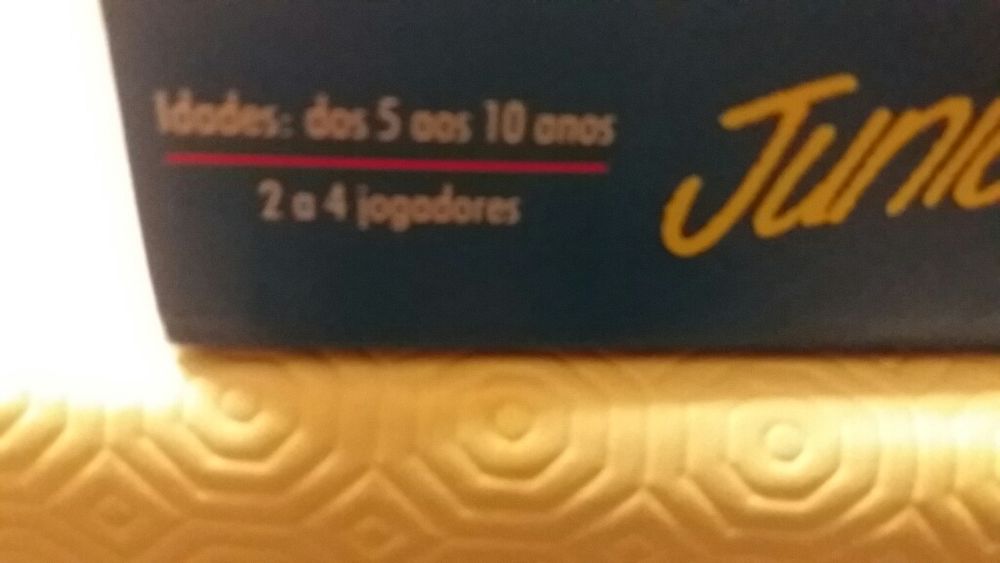 Idades: dos 5 aos 10 anos
2 a 4 jogadores